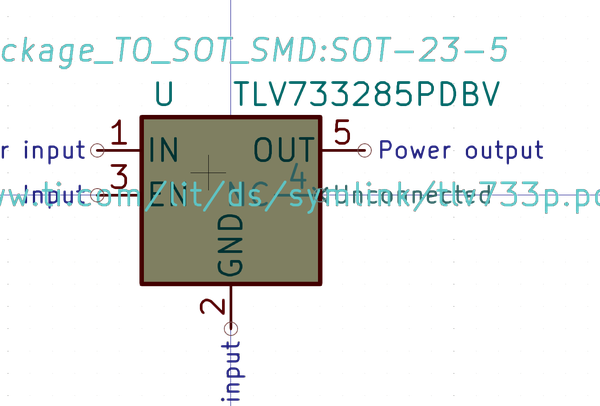 ckage_TO_SOT_SMD:SOT-23-5
U TLV733285PDBV
r input 1 IN OUT 5 Power output
Input 3 EN NC 4 Unconnected
w.ti.com/lit/ds/symlink/tlv733p.pd
GND
2
input